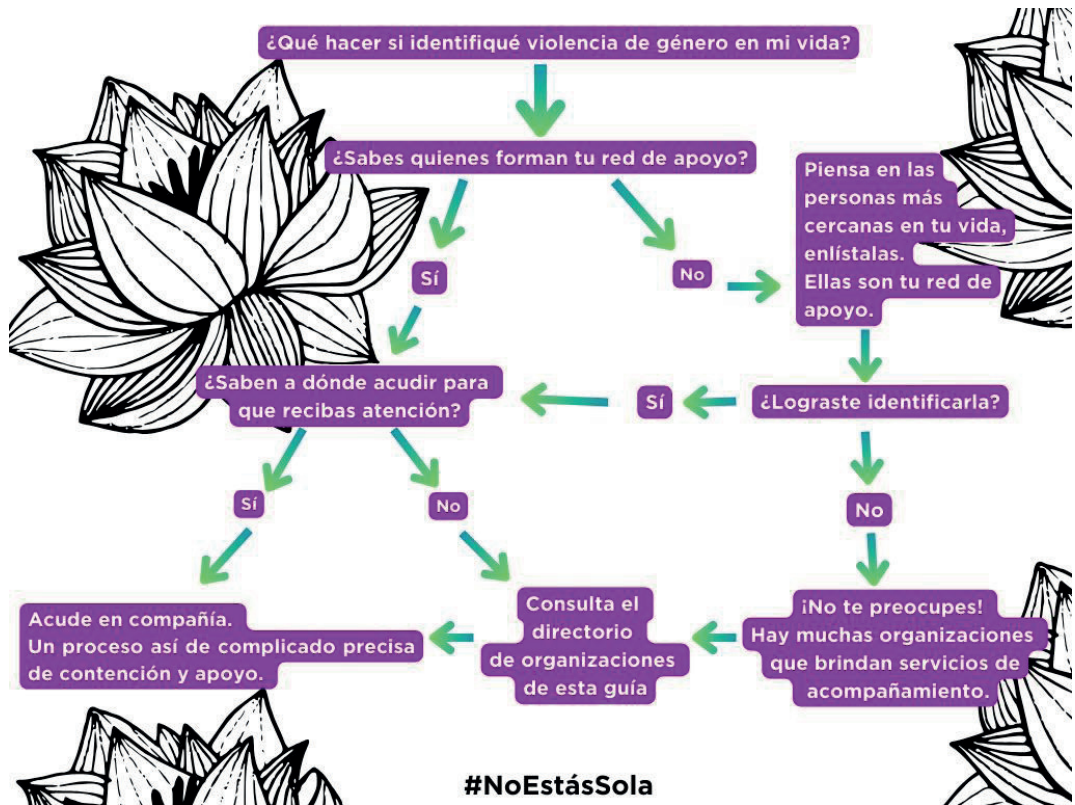 ¿Qué hacer si identifiqué violencia de género en mi vida?
¿Sabes quienes forman tu red de apoyo?
Piensa en las
personas más
cercanas en tu vida,
enlístalas.
Ellas son tu red de
apoyo.
Sí
No
¿Saben a dónde acudir para
que recibas atención?
Sí
¿Lograste identificarla?
Sí
No
No
Acude en compañía.
Un proceso así de complicado precisa
de contención y apoyo.
Consulta el
directorio
de organizaciones
de esta guía
¡No te preocupes!
Hay muchas organizaciones
que brindan servicios de
acompañamiento.
#NoEstásSola